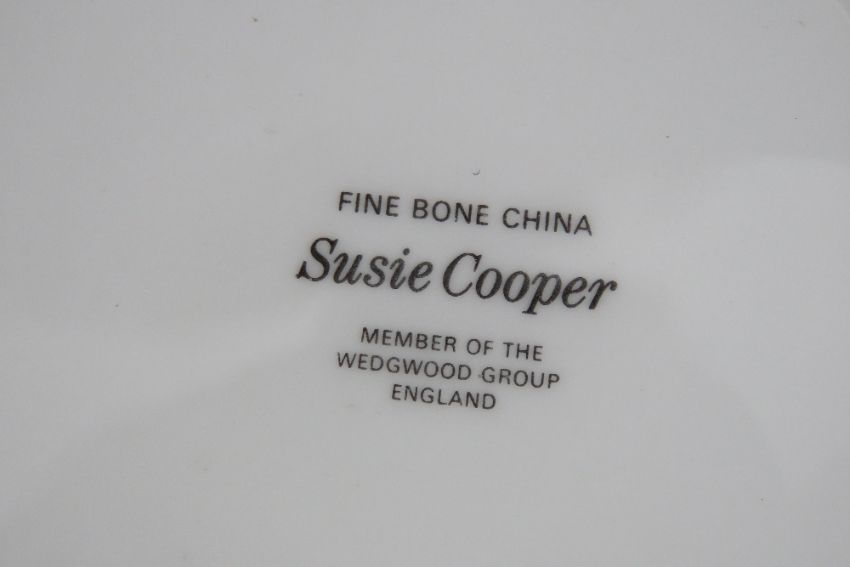 FINE BONE CHINA
Susie Cooper
MEMBER OF THE
WEDGWOOD GROUP
ENGLAND